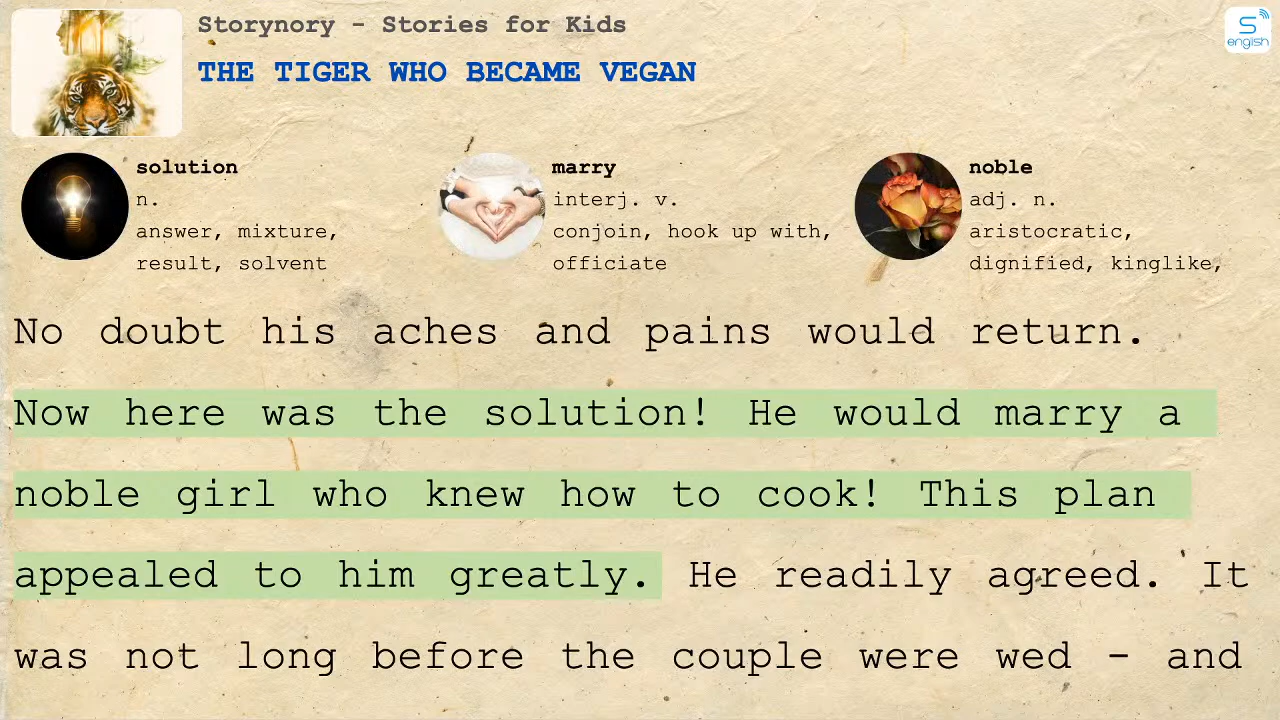 Storynory - Stories for Kids
THE TIGER WHO BECAME VEGAN
S
english
solution
n.
answer, mixture,
result, solvent
marry
interj. v.
conjoin, hook up with,
officiate
noble
adj. n.
aristocratic,
dignified, kinglike,
No doubt his aches and pains would return.
Now here was the solution! He would marry a
noble girl who knew how to cook! This plan
appealed to him greatly. He readily agreed. It
was not long before the couple were wed - and